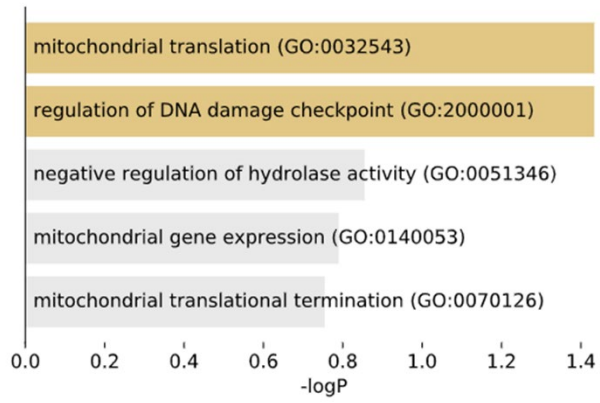 mitochondrial translation (GO:0032543)
regulation of DNA damage checkpoint (GO:2000001)
negative regulation of hydrolase activity (GO:0051346)
mitochondrial gene expression (GO:0140053)
mitochondrial translational termination (GO:0070126)
0.0 0.2 0.4 0.6 0.8 1.0 1.2 1.4
-logP